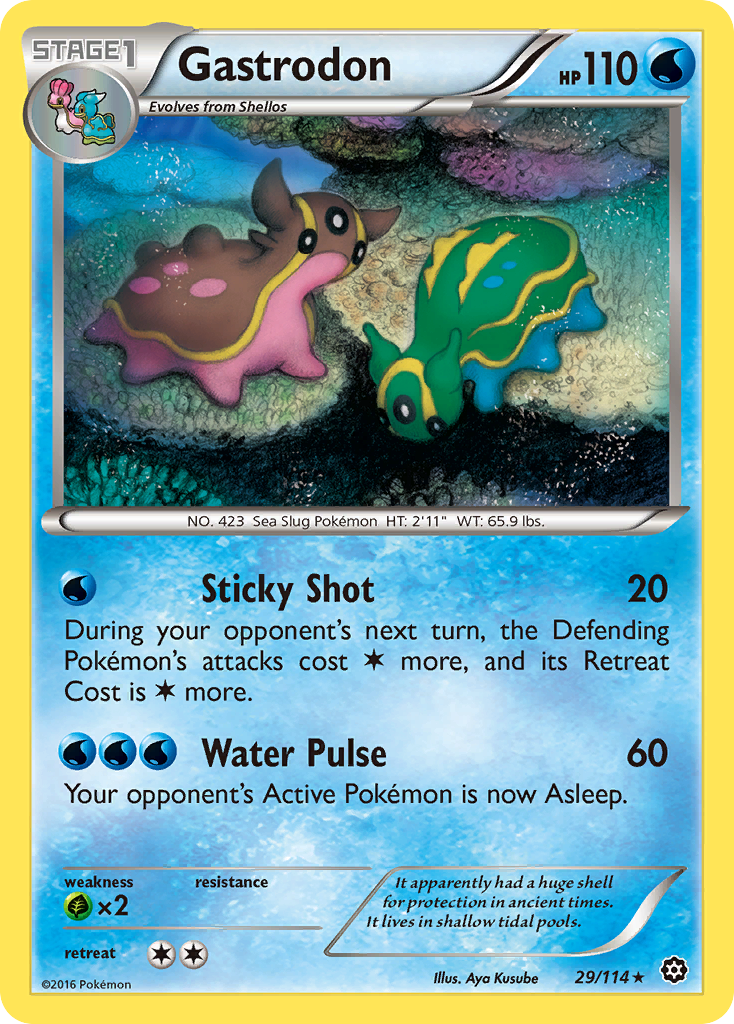 STAGE1
Gastrodon
HP110
Evolves from Shellos
NO. 423 Sea Slug Pokémon HT: 2'11" WT: 65.9 lbs.
Sticky Shot 20
During your opponent's next turn, the Defending
Pokémon's attacks cost more, and its Retreat
Cost is more.
Water Pulse 60
Your opponent's Active Pokémon is now Asleep.
weakness resistance
×2
It apparently had a huge shell
for protection in ancient times.
It lives in shallow tidal pools.
retreat
©2016 Pokémon
Illus. Aya Kusube 29/114★